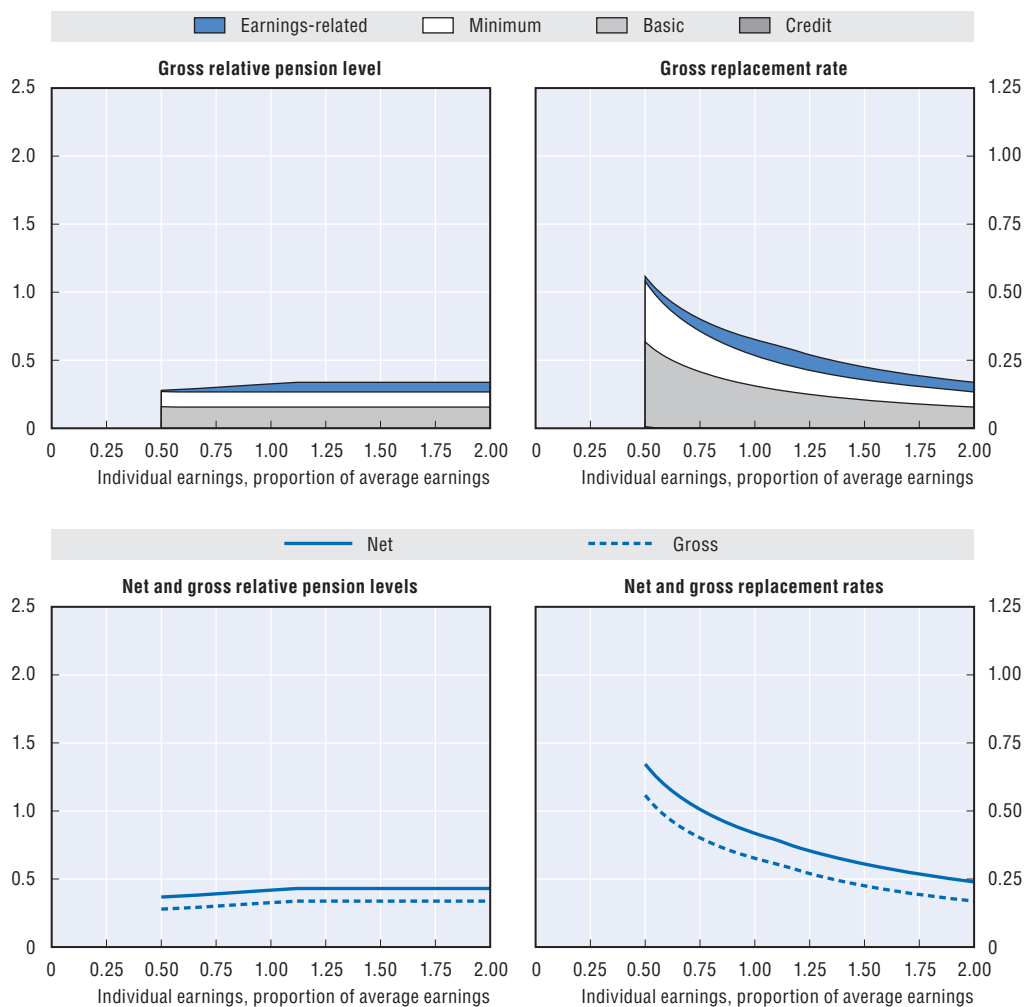 Earnings-related Minimum Basic Credit
Gross relative pension level
2.5
2.0
1.5
1.0
0.5
0
0 0.25 0.50 0.75 1.00 1.25 1.50 1.75 2.00
Individual earnings, proportion of average earnings
Gross replacement rate
1.25
1.00
0.75
0.50
0.25
0
0 0.25 0.50 0.75 1.00 1.25 1.50 1.75 2.00
Individual earnings, proportion of average earnings
Net Gross
Net and gross relative pension levels
2.5
2.0
1.5
1.0
0.5
0
0 0.25 0.50 0.75 1.00 1.25 1.50 1.75 2.00
Individual earnings, proportion of average earnings
Net and gross replacement rates
1.25
1.00
0.75
0.50
0.25
0
0 0.25 0.50 0.75 1.00 1.25 1.50 1.75 2.00
Individual earnings, proportion of average earnings